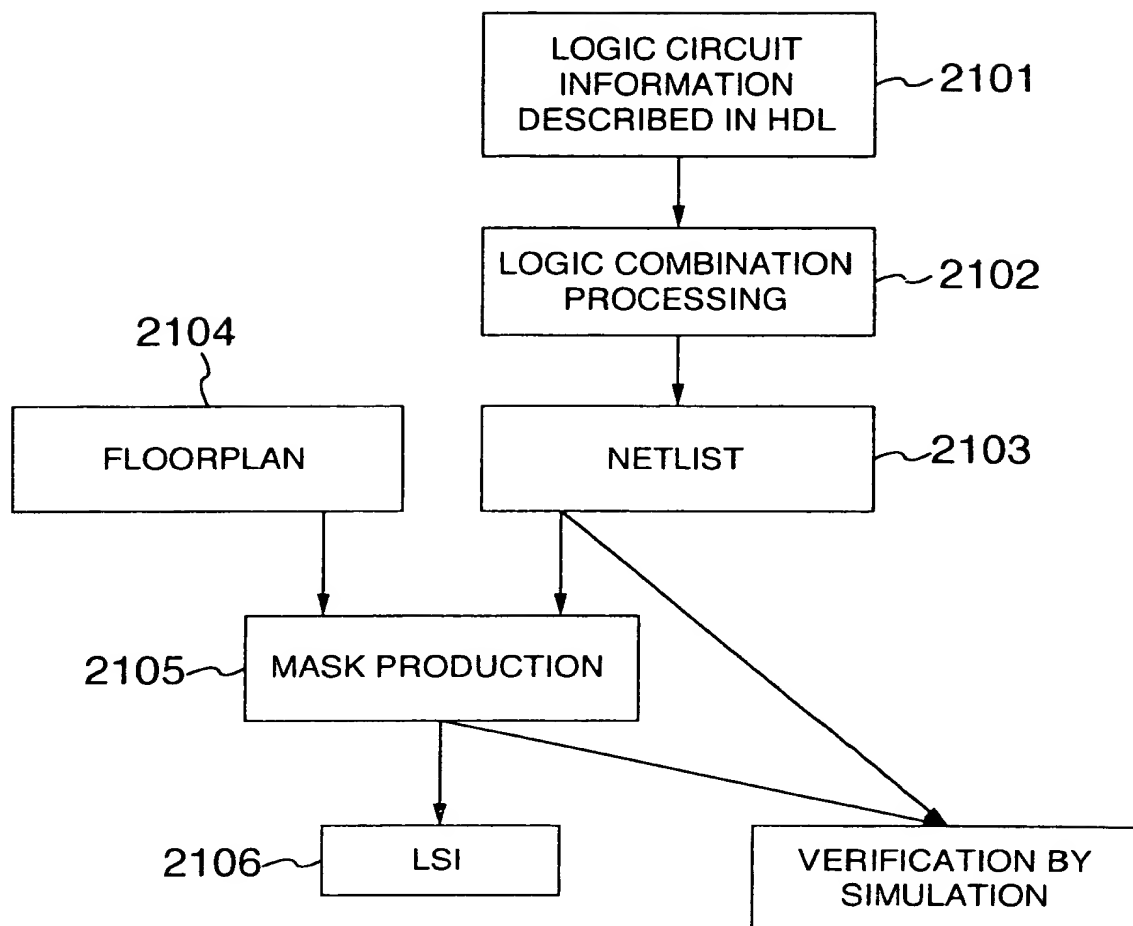 LOGIC CIRCUIT
INFORMATION
DESCRIBED IN HDL
2101
LOGIC COMBINATION
PROCESSING
2102
2104
FLOORPLAN
NETLIST
2103
2105
MASK PRODUCTION
2106
LSI
VERIFICATION BY
SIMULATION